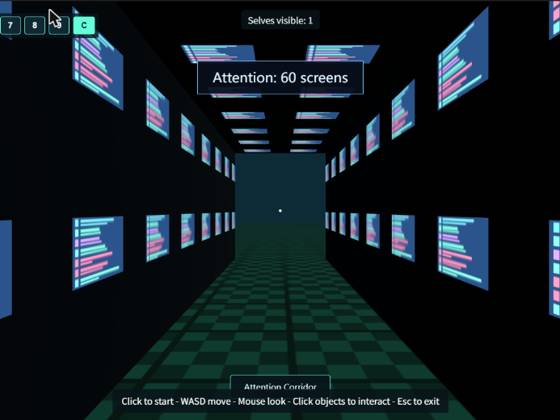 Selves visible: 1
7 8 9 C
Attention: 60 screens
Attention Corridor
Click to start - WASD move - Mouse look - Click objects to interact - Esc to exit